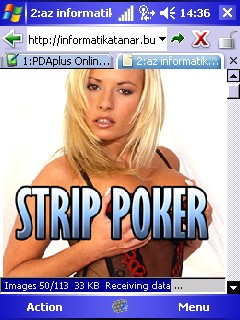 2:az informatik
14:36
http://informatikatanar.bu
1:PDAplus Onlin...
2:az informatik...
STRIP POKER
Images 50/113 33 KB Receiving data ...
Action
Menu